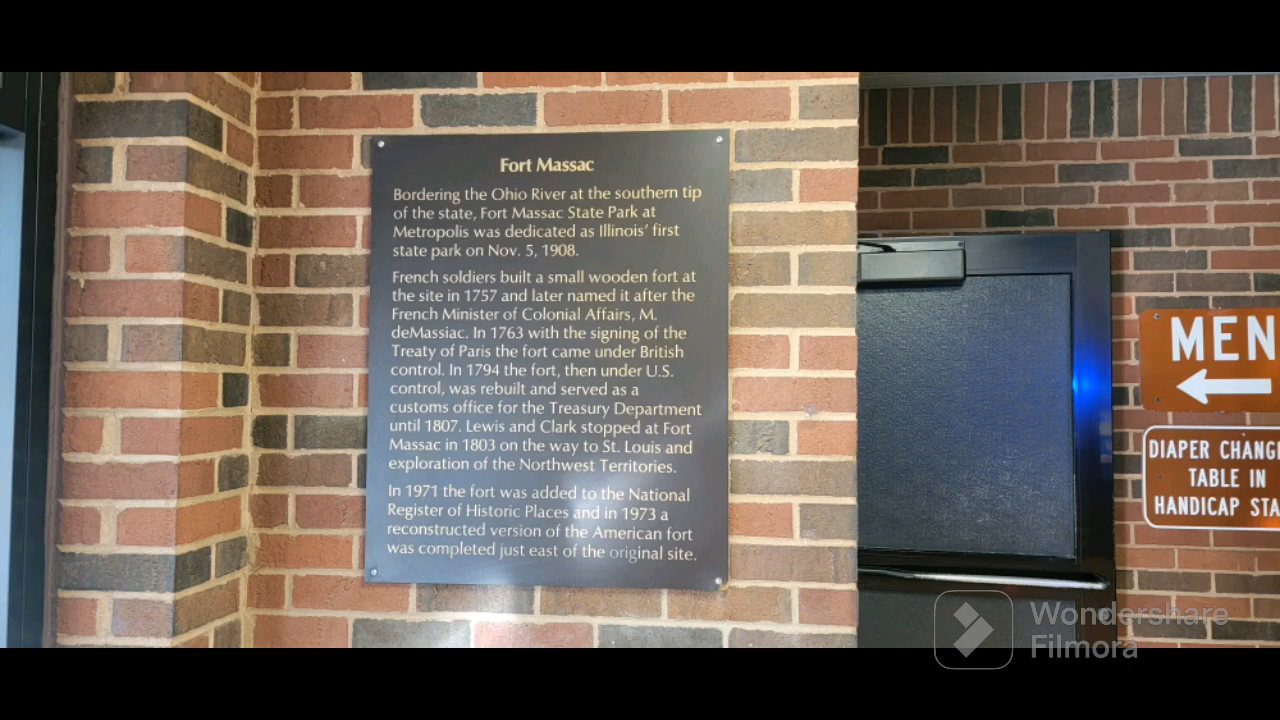 Fort Massac
Bordering the Ohio River at the southern tip
of the state, Fort Massac State Park at
Metropolis was dedicated as Illinois' first
state park on Nov. 5, 1908.
French soldiers built a small wooden fort at
the site in 1757 and later named it after the
French Minister of Colonial Affairs, M.
deMassiac. In 1763 with the signing of the
Treaty of Paris the fort came under British
control. In 1794 the fort, then under U.S.
control, was rebuilt and served as a
customs office for the Treasury Department
until 1807. Lewis and Clark stopped at Fort
Massac in 1803 on the way to St. Louis and
exploration of the Northwest Territories.
In 1971 the fort was added to the National
Register of Historic Places and in 1973 a
reconstructed version of the American fort
was completed just east of the original site.
MEN
DIAPER CHANG
TABLE IN
HANDICAP STA
Wondershare
Filmora